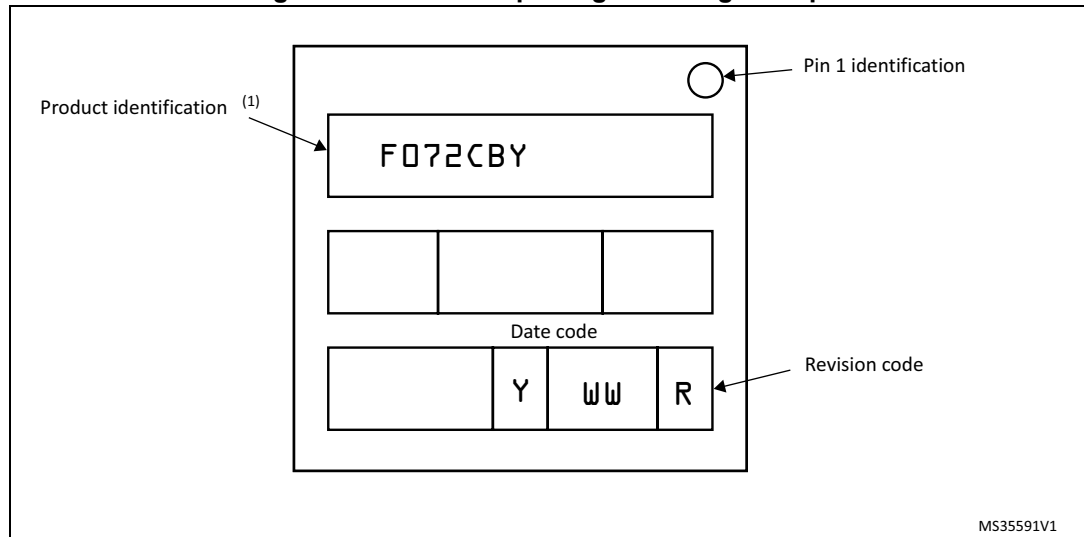 Pin 1 identification
Product identification (1)
F072CBY
Date code
Y WW R
Revision code
MS35591V1